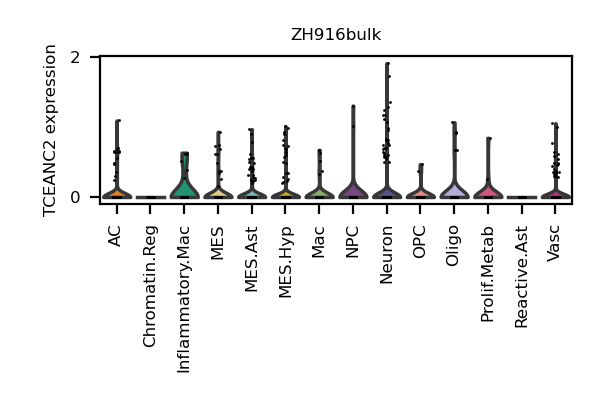 ZH916bulk
TCEANC2 expression
2
0
AC
Chromatin.Reg
Inflammatory.Mac
MES
MES.Ast
MES.Hyp
Mac
NPC
Neuron
OPC
Oligo
Prolif.Metab
Reactive.Ast
Vasc